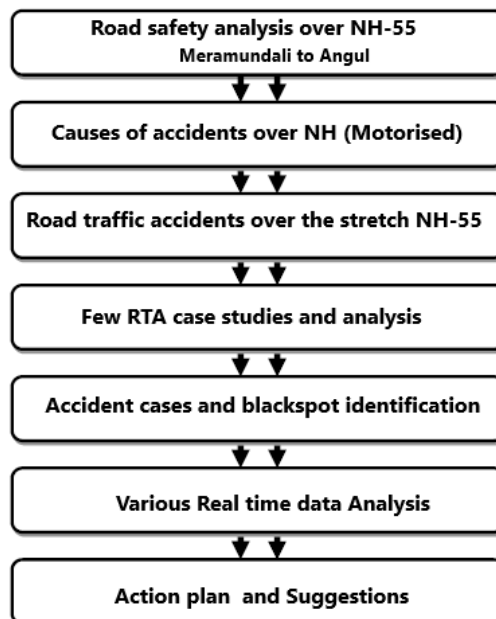 Road safety analysis over NH-55
Meramundali to Angul
Causes of accidents over NH (Motorised)
Road traffic accidents over the stretch NH-55
Few RTA case studies and analysis
Accident cases and blackspot identification
Various Real time data Analysis
Action plan and Suggestions